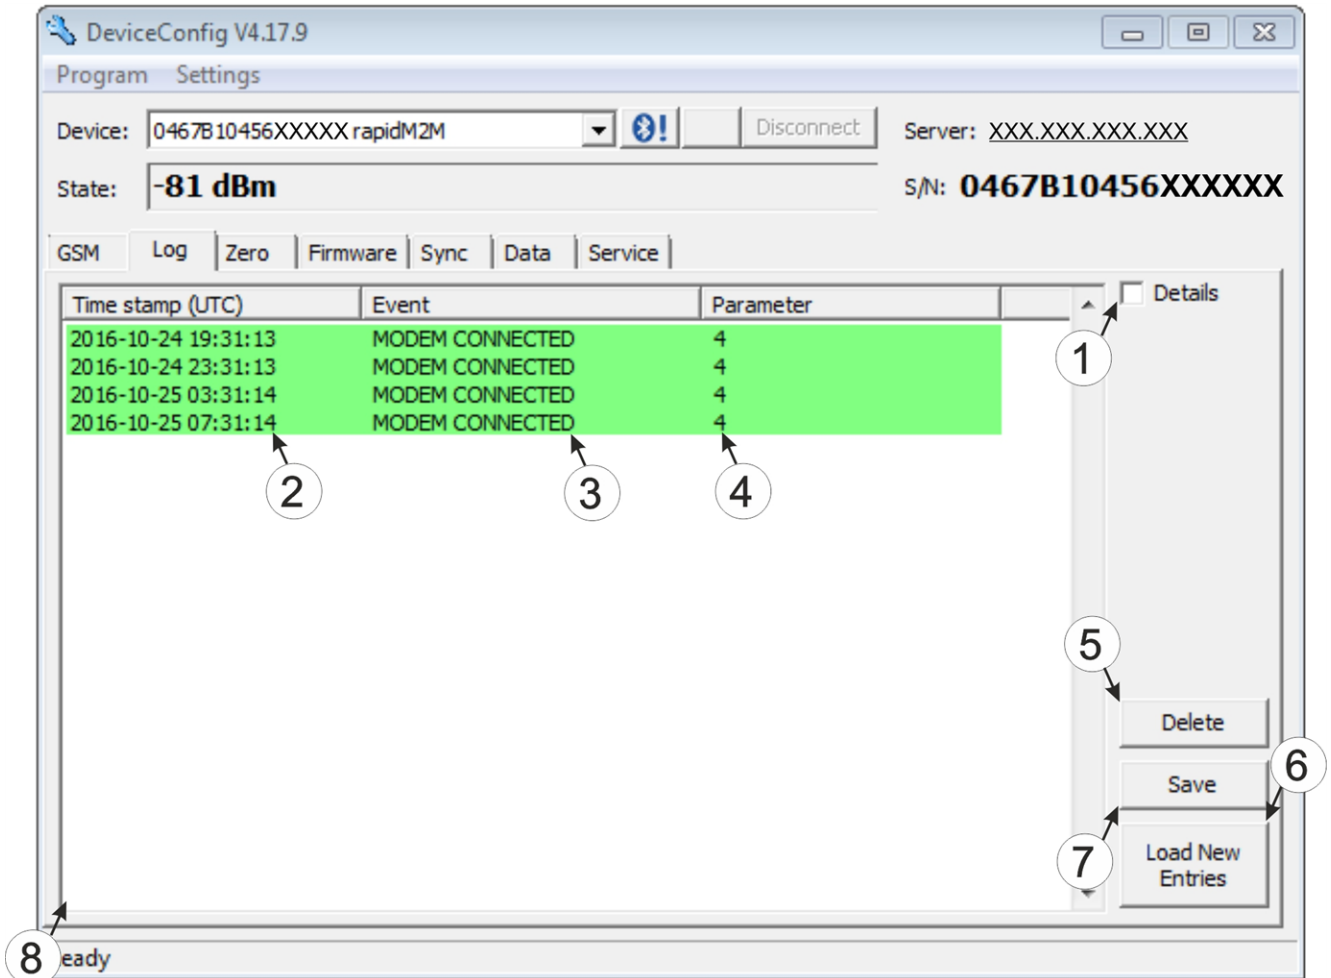 DeviceConfig V4.17.9
Program Settings
Device: 0467B10456XXXXX rapidM2M Disconnect Server: XXX.XXX.XXX.XXX
State: -81 dBm S/N: 0467B10456XXXXXX
GSM Log Zero Firmware Sync Data Service
Time stamp (UTC) Event Parameter Details
2016-10-24 19:31:13 MODEM CONNECTED 4
1
2016-10-24 23:31:13 MODEM CONNECTED 4
2016-10-25 03:31:14 MODEM CONNECTED 4
2016-10-25 07:31:14 MODEM CONNECTED 4
2 3 4
5
Delete
6
Save
7
Load New
Entries
8 eady